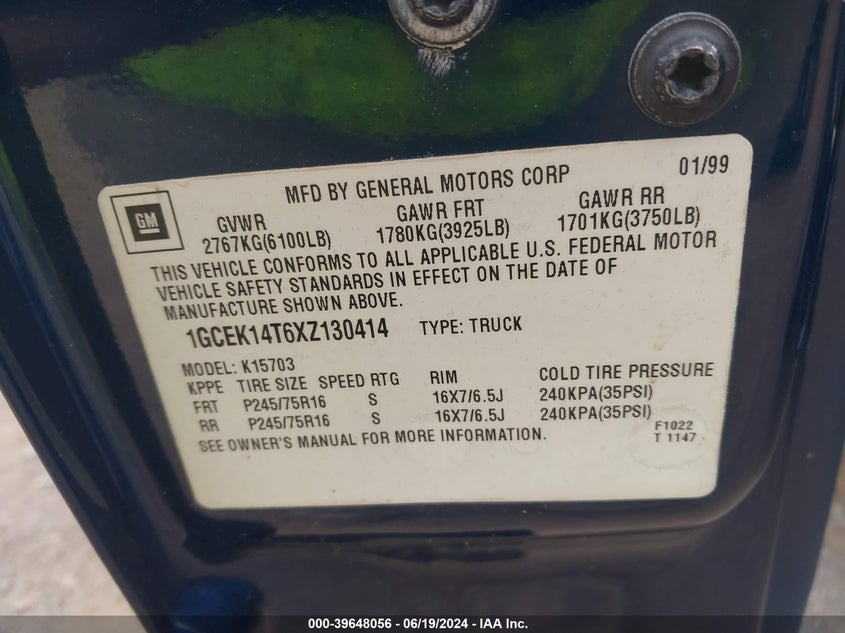 MFD BY GENERAL MOTORS CORP 01/99
GM
GVWR GAWR FRT GAWR RR
2767KG(6100LB) 1780KG(3925LB) 1701KG(3750LB)
THIS VEHICLE CONFORMS TO ALL APPLICABLE U.S. FEDERAL MOTOR
VEHICLE SAFETY STANDARDS IN EFFECT ON THE DATE OF
MANUFACTURE SHOWN ABOVE.
1GCEK14T6XZ130414 TYPE: TRUCK
MODEL: K15703
KPPE TIRE SIZE SPEED RTG RIM COLD TIRE PRESSURE
FRT P245/75R16 S 16X7/6.5J 240KPA(35PSI)
RR P245/75R16 S 16X7/6.5J 240KPA(35PSI)
SEE OWNER'S MANUAL FOR MORE INFORMATION.
F1022
T 1147
000-39648056 - 06/19/2024 - IAA Inc.